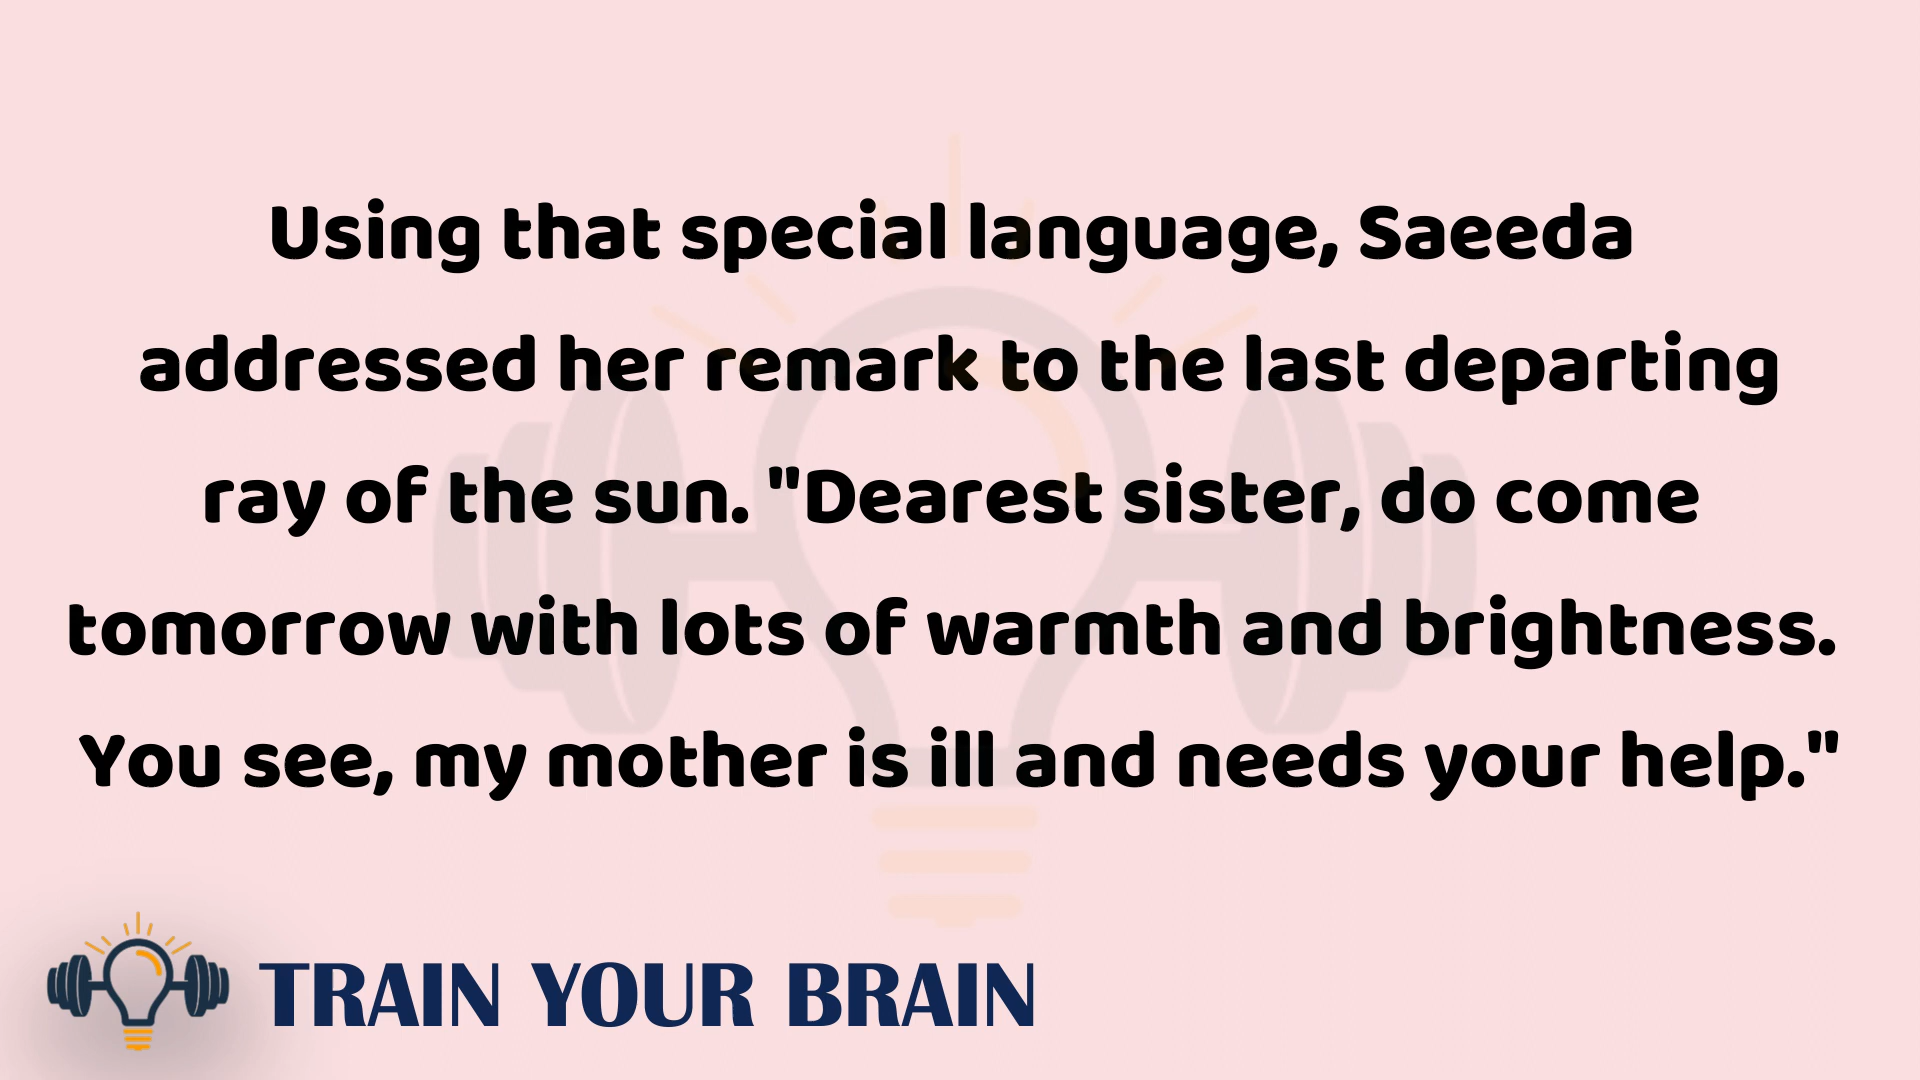 Using that special language, Saeeda
addressed her remark to the last departing
ray of the sun. "Dearest sister, do come
tomorrow with lots of warmth and brightness.
You see, my mother is ill and needs your help."
TRAIN YOUR BRAIN